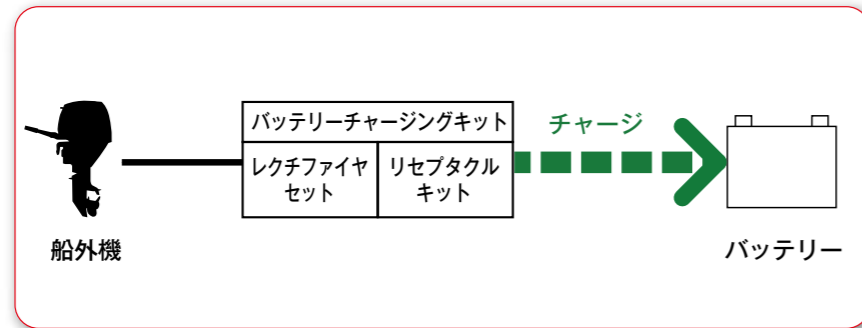 バッテリーチャージングキット
チャージ
レクチファイヤ
セット
リセプタクル
キット
船外機
バッテリー